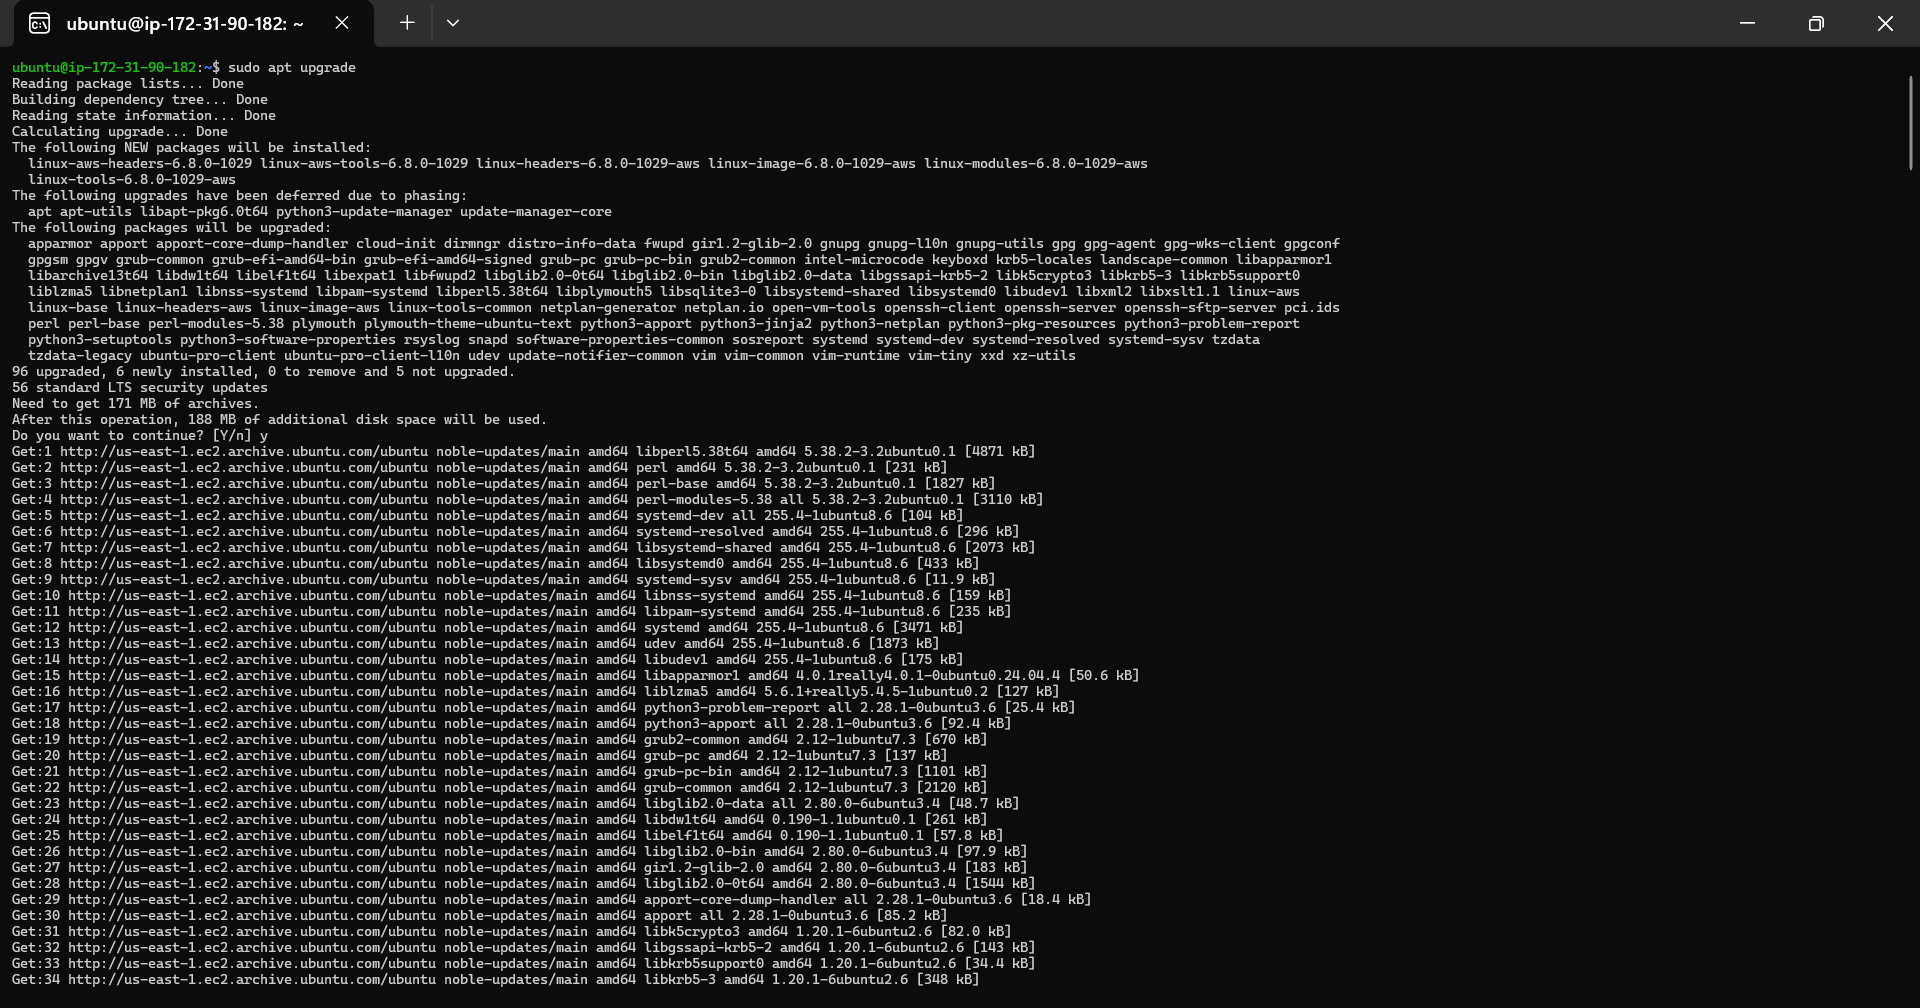 ubuntu@ip-172-31-90-182: ~
ubuntu@ip-172-31-90-182:~$ sudo apt upgrade
Reading package lists... Done
Building dependency tree... Done
Reading state information... Done
Calculating upgrade... Done
The following NEW packages will be installed:
  linux-aws-headers-6.8.0-1029 linux-aws-tools-6.8.0-1029 linux-headers-6.8.0-1029-aws linux-image-6.8.0-1029-aws linux-modules-6.8.0-1029-aws
  linux-tools-6.8.0-1029-aws
The following upgrades have been deferred due to phasing:
  apt apt-utils libapt-pkg6.0t64 python3-update-manager update-manager-core
The following packages will be upgraded:
  apparmor apport apport-core-dump-handler cloud-init dirmngr distro-info-data fwupd gir1.2-glib-2.0 gnupg gnupg-l10n gnupg-utils gpg gpg-agent gpg-wks-client gpgconf
  gpgsm gpgv grub-common grub-efi-amd64-bin grub-efi-amd64-signed grub-pc grub-pc-bin grub2-common intel-microcode keyboxd krb5-locales landscape-common libapparmor1
  libarchive13t64 libdw1t64 libelf1t64 libexpat1 libfwupd2 libglib2.0-0t64 libglib2.0-bin libglib2.0-data libgssapi-krb5-2 libk5crypto3 libkrb5-3 libkrb5support0
  liblzma5 libnetplan1 libnss-systemd libpam-systemd libperl5.38t64 libplymouth5 libsqlite3-0 libsystemd-shared libsystemd0 libudev1 libxml2 libxslt1.1 linux-aws
  linux-base linux-headers-aws linux-image-aws linux-tools-common netplan-generator netplan.io open-vm-tools openssh-client openssh-server openssh-sftp-server pci.ids
  perl perl-base perl-modules-5.38 plymouth plymouth-theme-ubuntu-text python3-apport python3-jinja2 python3-netplan python3-pkg-resources python3-problem-report
  python3-setuptools python3-software-properties rsyslog snapd software-properties-common sosreport systemd systemd-dev systemd-resolved systemd-sysv tzdata
  tzdata-legacy ubuntu-pro-client ubuntu-pro-client-l10n udev update-notifier-common vim vim-common vim-runtime vim-tiny xxd xz-utils
96 upgraded, 6 newly installed, 0 to remove and 5 not upgraded.
56 standard LTS security updates
Need to get 171 MB of archives.
After this operation, 188 MB of additional disk space will be used.
Do you want to continue? [Y/n] y
Get:1 http://us-east-1.ec2.archive.ubuntu.com/ubuntu noble-updates/main amd64 libperl5.38t64 amd64 5.38.2-3.2ubuntu0.1 [4871 kB]
Get:2 http://us-east-1.ec2.archive.ubuntu.com/ubuntu noble-updates/main amd64 perl amd64 5.38.2-3.2ubuntu0.1 [231 kB]
Get:3 http://us-east-1.ec2.archive.ubuntu.com/ubuntu noble-updates/main amd64 perl-base amd64 5.38.2-3.2ubuntu0.1 [1827 kB]
Get:4 http://us-east-1.ec2.archive.ubuntu.com/ubuntu noble-updates/main amd64 perl-modules-5.38 all 5.38.2-3.2ubuntu0.1 [3110 kB]
Get:5 http://us-east-1.ec2.archive.ubuntu.com/ubuntu noble-updates/main amd64 systemd-dev all 255.4-1ubuntu8.6 [104 kB]
Get:6 http://us-east-1.ec2.archive.ubuntu.com/ubuntu noble-updates/main amd64 systemd-resolved amd64 255.4-1ubuntu8.6 [296 kB]
Get:7 http://us-east-1.ec2.archive.ubuntu.com/ubuntu noble-updates/main amd64 libsystemd-shared amd64 255.4-1ubuntu8.6 [2073 kB]
Get:8 http://us-east-1.ec2.archive.ubuntu.com/ubuntu noble-updates/main amd64 libsystemd0 amd64 255.4-1ubuntu8.6 [433 kB]
Get:9 http://us-east-1.ec2.archive.ubuntu.com/ubuntu noble-updates/main amd64 systemd-sysv amd64 255.4-1ubuntu8.6 [11.9 kB]
Get:10 http://us-east-1.ec2.archive.ubuntu.com/ubuntu noble-updates/main amd64 libnss-systemd amd64 255.4-1ubuntu8.6 [159 kB]
Get:11 http://us-east-1.ec2.archive.ubuntu.com/ubuntu noble-updates/main amd64 libpam-systemd amd64 255.4-1ubuntu8.6 [235 kB]
Get:12 http://us-east-1.ec2.archive.ubuntu.com/ubuntu noble-updates/main amd64 systemd amd64 255.4-1ubuntu8.6 [3471 kB]
Get:13 http://us-east-1.ec2.archive.ubuntu.com/ubuntu noble-updates/main amd64 udev amd64 255.4-1ubuntu8.6 [1873 kB]
Get:14 http://us-east-1.ec2.archive.ubuntu.com/ubuntu noble-updates/main amd64 libudev1 amd64 255.4-1ubuntu8.6 [175 kB]
Get:15 http://us-east-1.ec2.archive.ubuntu.com/ubuntu noble-updates/main amd64 libapparmor1 amd64 4.0.1really4.0.1-0ubuntu0.24.04.4 [50.6 kB]
Get:16 http://us-east-1.ec2.archive.ubuntu.com/ubuntu noble-updates/main amd64 liblzma5 amd64 5.6.1+really5.4.5-1ubuntu0.2 [127 kB]
Get:17 http://us-east-1.ec2.archive.ubuntu.com/ubuntu noble-updates/main amd64 python3-problem-report all 2.28.1-0ubuntu3.6 [25.4 kB]
Get:18 http://us-east-1.ec2.archive.ubuntu.com/ubuntu noble-updates/main amd64 python3-apport all 2.28.1-0ubuntu3.6 [92.4 kB]
Get:19 http://us-east-1.ec2.archive.ubuntu.com/ubuntu noble-updates/main amd64 grub2-common amd64 2.12-1ubuntu7.3 [670 kB]
Get:20 http://us-east-1.ec2.archive.ubuntu.com/ubuntu noble-updates/main amd64 grub-pc amd64 2.12-1ubuntu7.3 [137 kB]
Get:21 http://us-east-1.ec2.archive.ubuntu.com/ubuntu noble-updates/main amd64 grub-pc-bin amd64 2.12-1ubuntu7.3 [1101 kB]
Get:22 http://us-east-1.ec2.archive.ubuntu.com/ubuntu noble-updates/main amd64 grub-common amd64 2.12-1ubuntu7.3 [2120 kB]
Get:23 http://us-east-1.ec2.archive.ubuntu.com/ubuntu noble-updates/main amd64 libglib2.0-data all 2.80.0-6ubuntu3.4 [48.7 kB]
Get:24 http://us-east-1.ec2.archive.ubuntu.com/ubuntu noble-updates/main amd64 libdw1t64 amd64 0.190-1.1ubuntu0.1 [261 kB]
Get:25 http://us-east-1.ec2.archive.ubuntu.com/ubuntu noble-updates/main amd64 libelf1t64 amd64 0.190-1.1ubuntu0.1 [57.8 kB]
Get:26 http://us-east-1.ec2.archive.ubuntu.com/ubuntu noble-updates/main amd64 libglib2.0-bin amd64 2.80.0-6ubuntu3.4 [97.9 kB]
Get:27 http://us-east-1.ec2.archive.ubuntu.com/ubuntu noble-updates/main amd64 gir1.2-glib-2.0 amd64 2.80.0-6ubuntu3.4 [183 kB]
Get:28 http://us-east-1.ec2.archive.ubuntu.com/ubuntu noble-updates/main amd64 libglib2.0-0t64 amd64 2.80.0-6ubuntu3.4 [1544 kB]
Get:29 http://us-east-1.ec2.archive.ubuntu.com/ubuntu noble-updates/main amd64 apport-core-dump-handler all 2.28.1-0ubuntu3.6 [18.4 kB]
Get:30 http://us-east-1.ec2.archive.ubuntu.com/ubuntu noble-updates/main amd64 apport all 2.28.1-0ubuntu3.6 [85.2 kB]
Get:31 http://us-east-1.ec2.archive.ubuntu.com/ubuntu noble-updates/main amd64 libk5crypto3 amd64 1.20.1-6ubuntu2.6 [82.0 kB]
Get:32 http://us-east-1.ec2.archive.ubuntu.com/ubuntu noble-updates/main amd64 libgssapi-krb5-2 amd64 1.20.1-6ubuntu2.6 [143 kB]
Get:33 http://us-east-1.ec2.archive.ubuntu.com/ubuntu noble-updates/main amd64 libkrb5support0 amd64 1.20.1-6ubuntu2.6 [34.4 kB]
Get:34 http://us-east-1.ec2.archive.ubuntu.com/ubuntu noble-updates/main amd64 libkrb5-3 amd64 1.20.1-6ubuntu2.6 [348 kB]